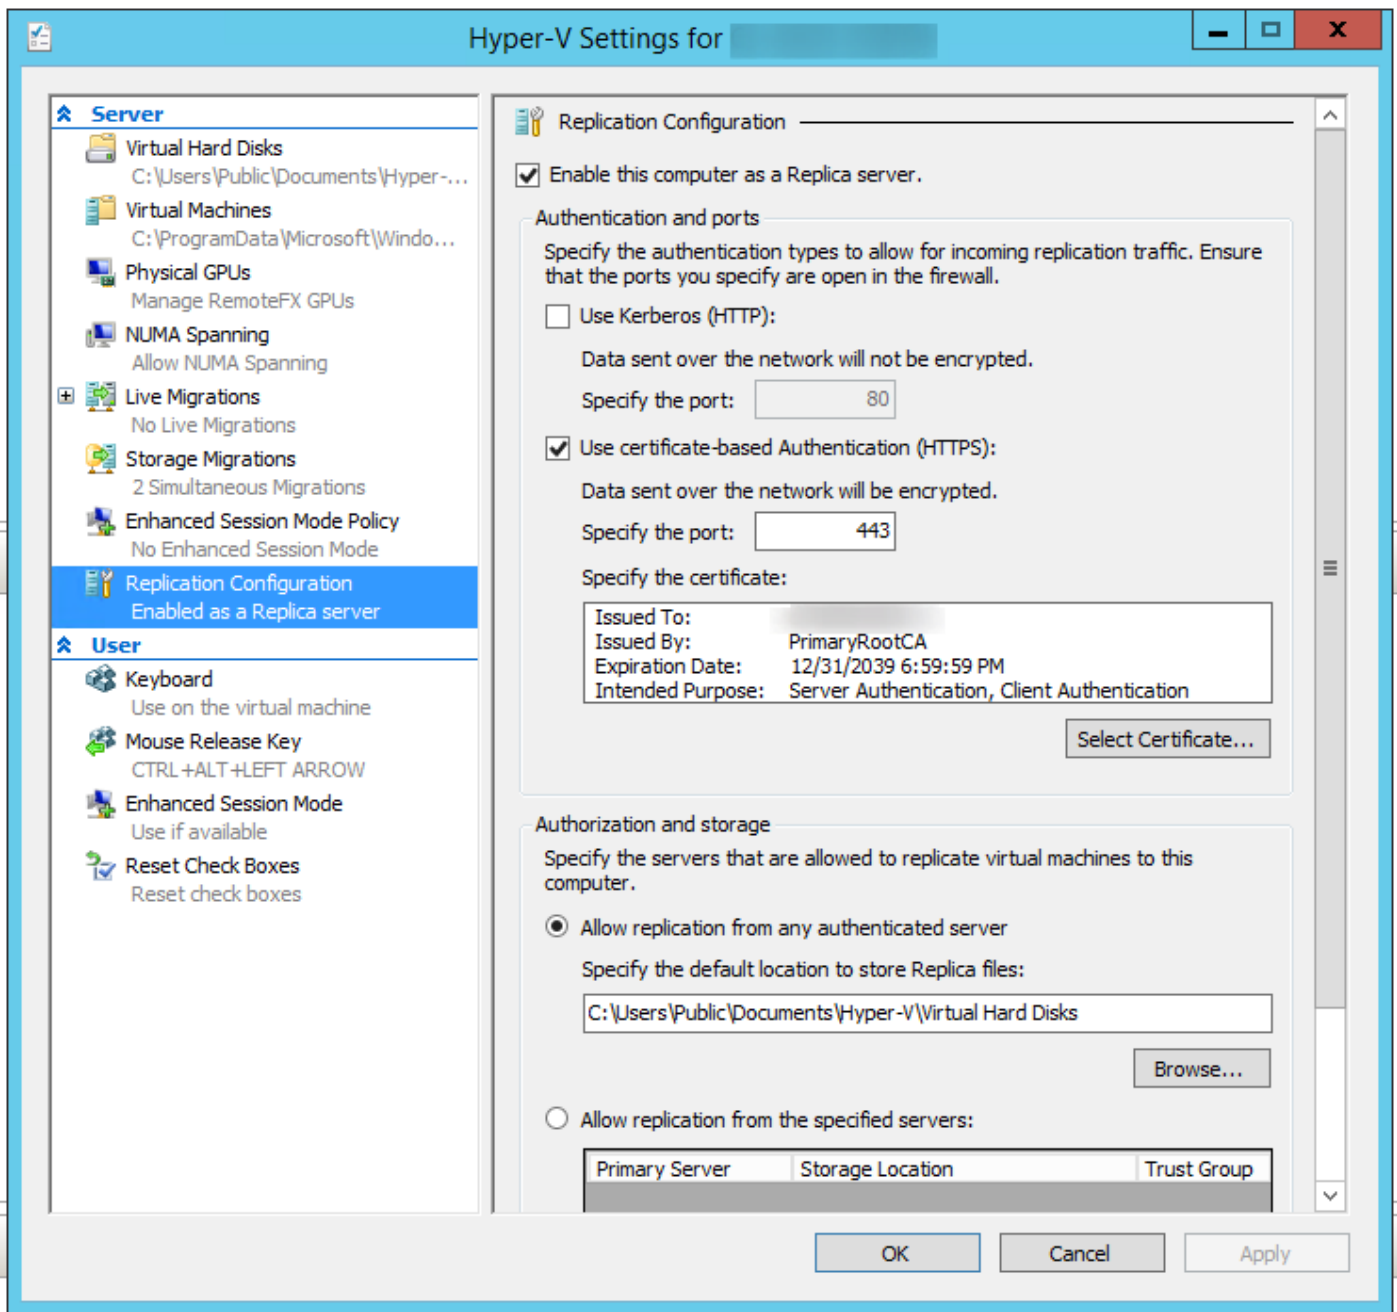 Hyper-V Settings for
Server
Virtual Hard Disks
C:\Users\Public\Documents\Hyper-...
Virtual Machines
C:\ProgramData\Microsoft\Windo...
Physical GPUs
Manage RemoteFX GPUs
NUMA Spanning
Allow NUMA Spanning
Live Migrations
No Live Migrations
Storage Migrations
2 Simultaneous Migrations
Enhanced Session Mode Policy
No Enhanced Session Mode
Replication Configuration
Enabled as a Replica server
User
Keyboard
Use on the virtual machine
Mouse Release Key
CTRL+ALT+LEFT ARROW
Enhanced Session Mode
Use if available
Reset Check Boxes
Reset check boxes
Replication Configuration
Enable this computer as a Replica server.
Authentication and ports
Specify the authentication types to allow for incoming replication traffic. Ensure
that the ports you specify are open in the firewall.
Use Kerberos (HTTP):
Data sent over the network will not be encrypted.
Specify the port: 80
Use certificate-based Authentication (HTTPS):
Data sent over the network will be encrypted.
Specify the port: 443
Specify the certificate:
Issued To:
Issued By: PrimaryRootCA
Expiration Date: 12/31/2039 6:59:59 PM
Intended Purpose: Server Authentication, Client Authentication
Select Certificate...
Authorization and storage
Specify the servers that are allowed to replicate virtual machines to this
computer.
Allow replication from any authenticated server
Specify the default location to store Replica files:
C:\Users\Public\Documents\Hyper-V\Virtual Hard Disks
Browse...
Allow replication from the specified servers:
Primary Server Storage Location Trust Group
OK Cancel Apply